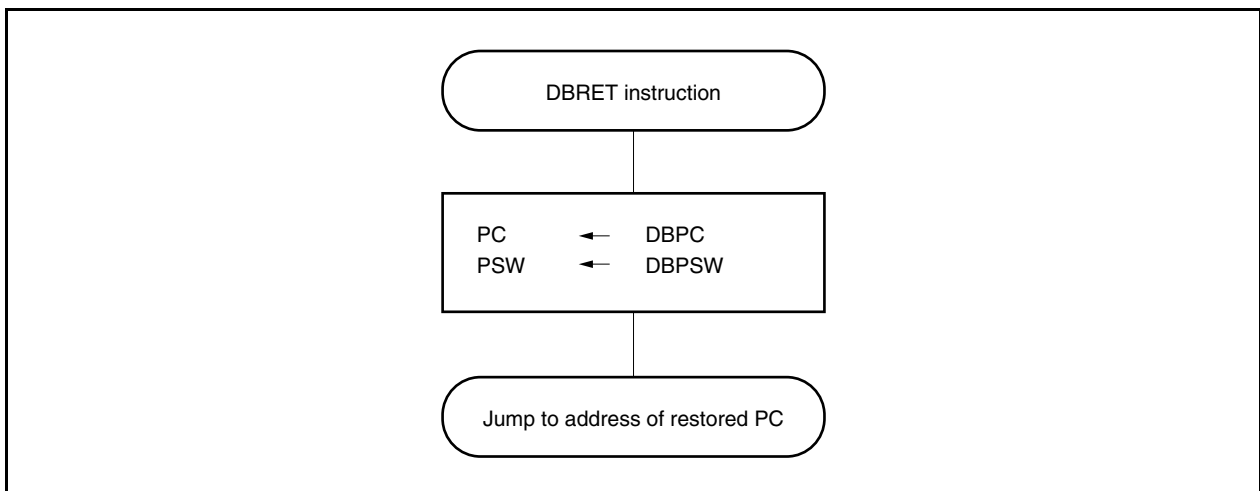 DBRET instruction
PC ← DBPC
PSW ← DBPSW
Jump to address of restored PC